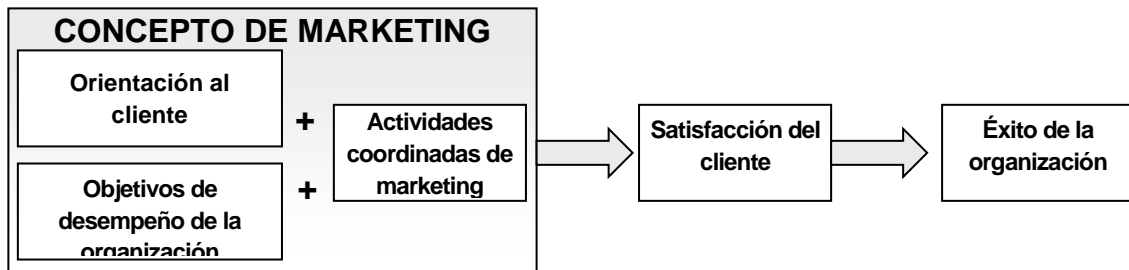 CONCEPTO DE MARKETING
Orientación al
cliente
+
Actividades
coordinadas de
marketing
Objetivos de
desempeño de la
organización
+
Satisfacción del
cliente
Éxito de la
organización